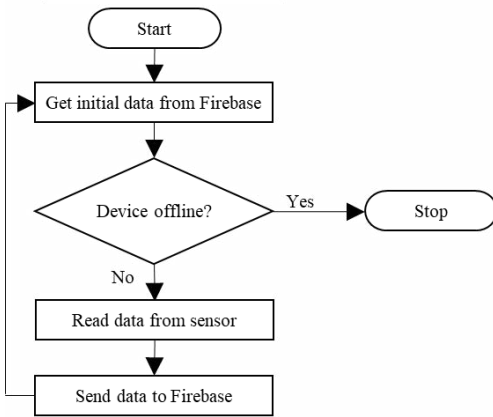 Start
Get initial data from Firebase
Device offline?
Yes
Stop
No
Read data from sensor
Send data to Firebase